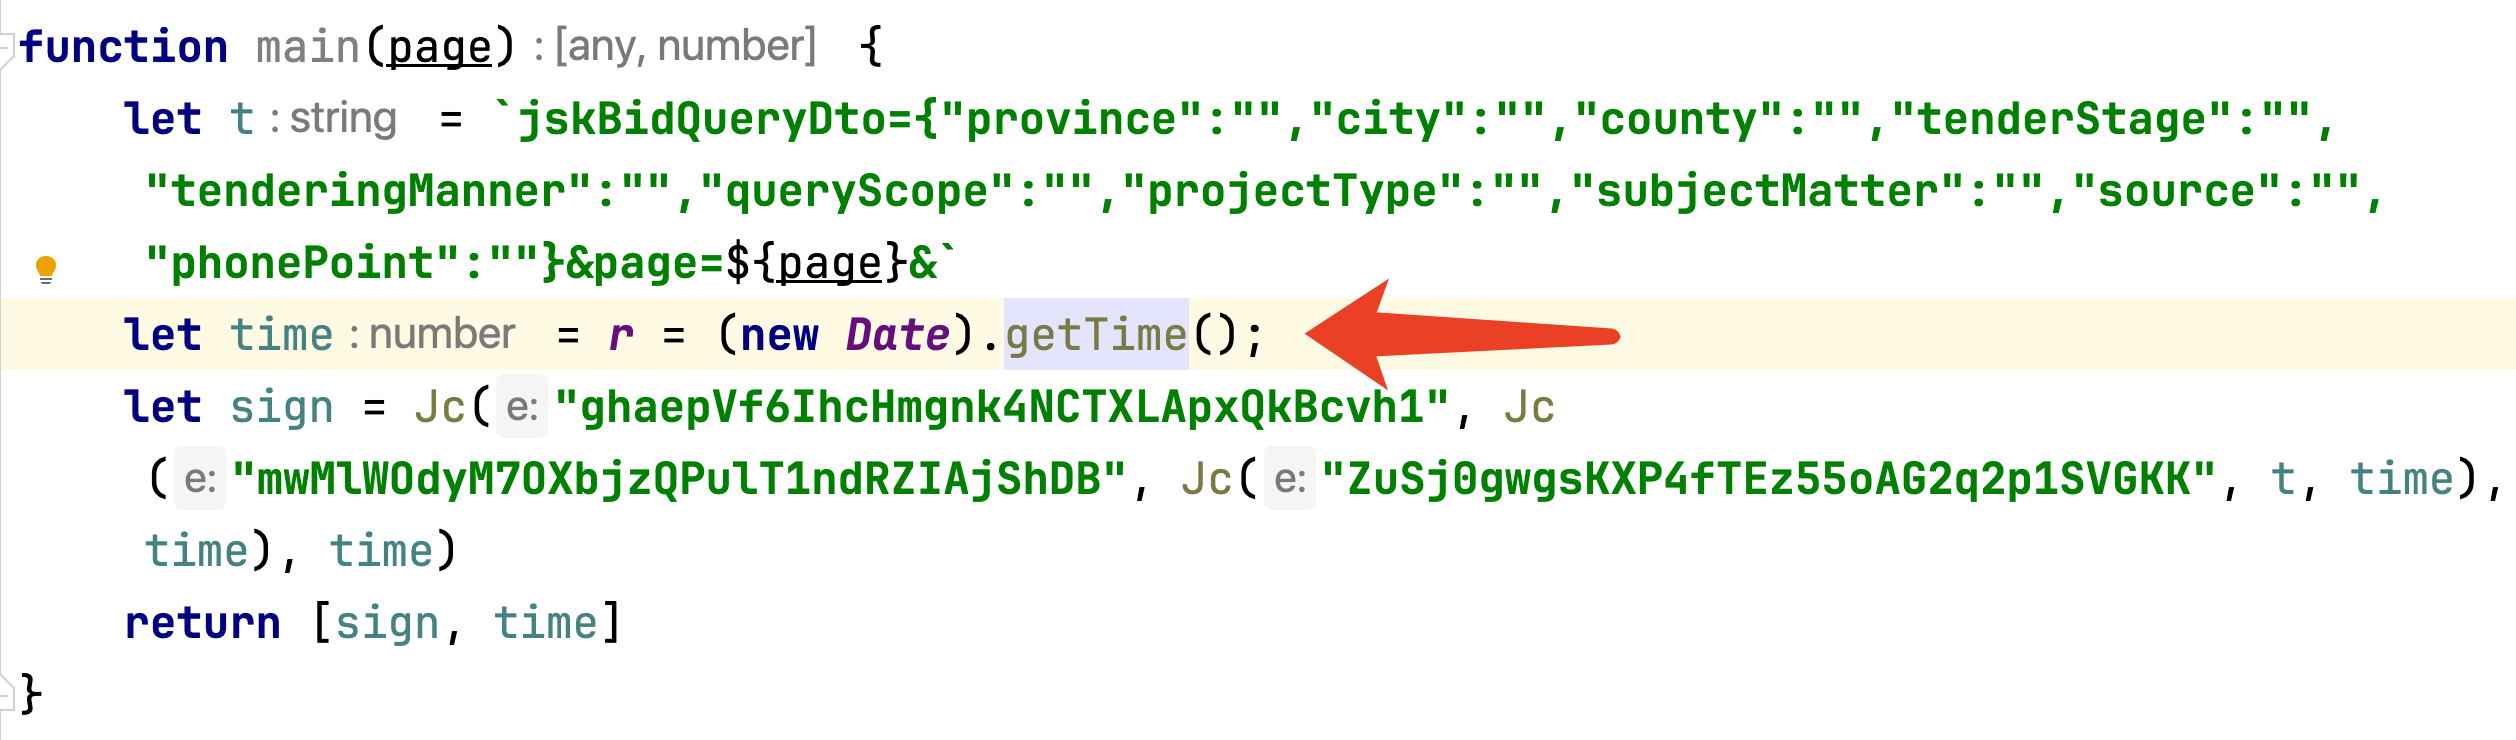 function main(page) : [any, number] {
let t : string = `jskBidQueryDto={"province":"","city":"","county":"","tenderStage":"",
"tenderingManner":"","queryScope":"","projectType":"","subjectMatter":"","source":"",
"phonePoint":""}&page=${page}&`
let time : number = r = (new Date).getTime();
let sign = Jc( e: "ghaepVf6IhcHmgnk4NCTXLApxQkBcvh1", Jc
( e: "mwMlWOdyM7OXbjzQPulT1ndRZIAjShDB", Jc( e: "ZuSj0gwgsKXP4fTEz55oAG2q2p1SVGKK", t, time),
time), time)
return [sign, time]
}